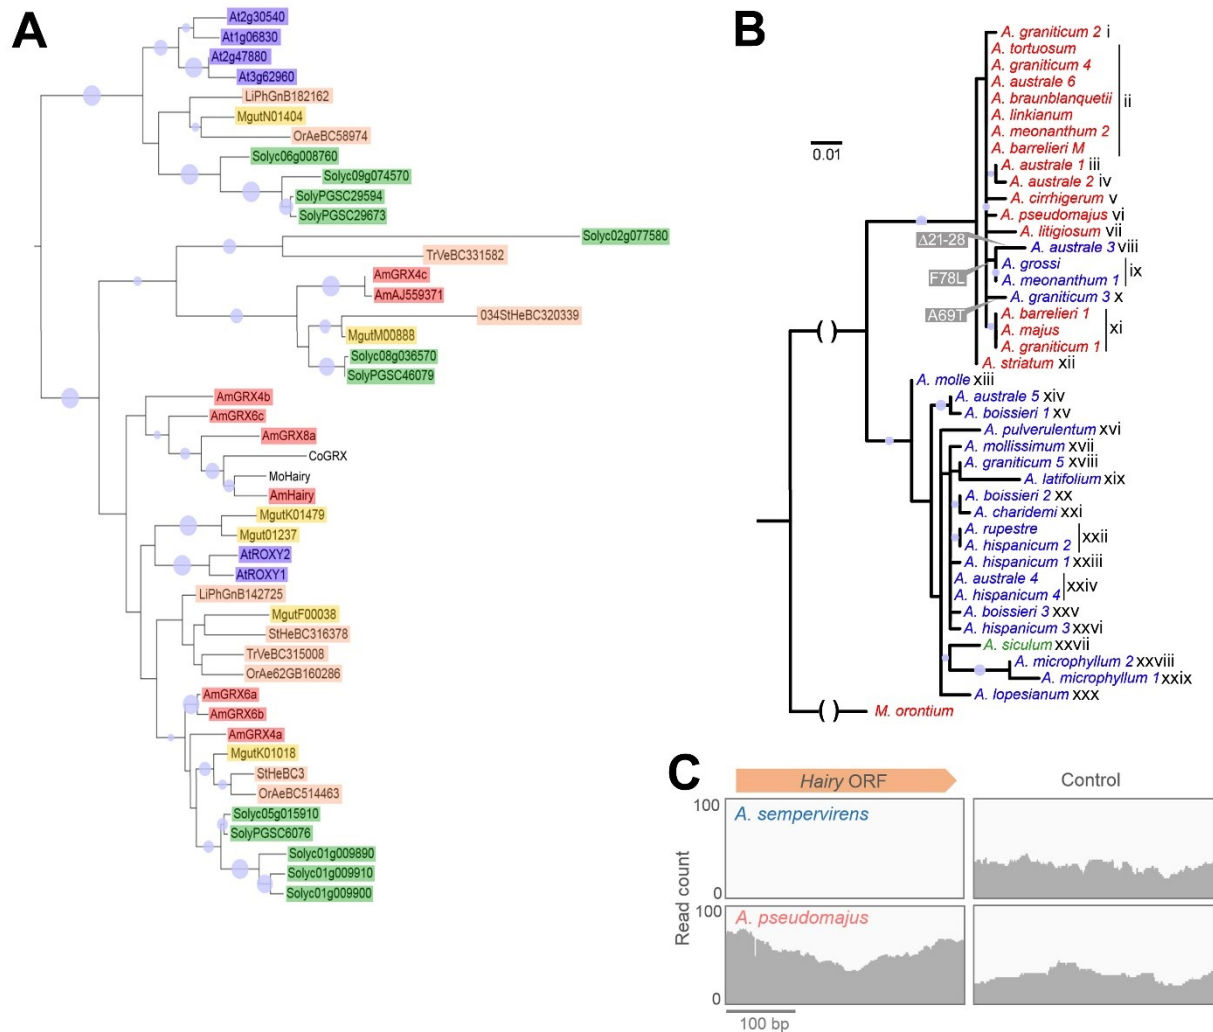 A
At2g30540
At1g06830
At2g47880
At3g62960
LiPhGnB182162
MgutN01404
OrAeBC58974
Solyc06g008760
Solyc09g074570
SolyPGSC29594
SolyPGSC29673
Solyc02g077580
TrVeBC331582
AmGRX4c
AmAJ559371
034StHeBC320339
MgutM00888
Solyc08g036570
SolyPGSC46079
AmGRX4b
AmGRX6c
AmGRX8a
CoGRX
MoHairy
AmHairy
MgutK01479
Mgut01237
AtROXY2
AtROXY1
LiPhGnB142725
MgutF00038
StHeBC316378
TrVeBC315008
OrAe62GB160286
AmGRX6a
AmGRX6b
AmGRX4a
MgutK01018
StHeBC3
OrAeBC514463
Solyc05g015910
SolyPGSC6076
Solyc01g009890
Solyc01g009910
Solyc01g009900
B
0.01
A. graniticum 2 i
A. tortuosum
A. graniticum 4
A. australe 6
A. braunblanquetii
ii
A. linkianum
A. meonanthum 2
A. barrelieri M
A. australe 1 iii
A. australe 2 iv
A. cirrhigerum v
A. pseudomajus vi
A. litigiosum vii
Δ21-28
A. australe 3 viii
A. grossi
ix
F78L
A. meonanthum 1
A. graniticum 3 x
A69T
A. barrelieri 1
A. majus
xi
A. graniticum 1
A. striatum xii
A. molle xiii
A. australe 5 xiv
A. boissieri 1 xv
A. pulverulentum xvi
A. mollissimum xvii
A. graniticum 5 xviii
A. latifolium xix
A. boissieri 2 xx
A. charidemi xxi
A. rupestre
xxii
A. hispanicum 2
A. hispanicum 1 xxiii
A. australe 4
xxiv
A. hispanicum 4
A. boissieri 3 xxv
A. hispanicum 3 xxvi
A. siculum xxvii
A. microphyllum 2 xxviii
A. microphyllum 1 xxix
A. lopesianum xxx
( )
( )
M. orontium
C
Hairy ORF
Control
100
A. sempervirens
0
Read count
100
A. pseudomajus
0
100 bp